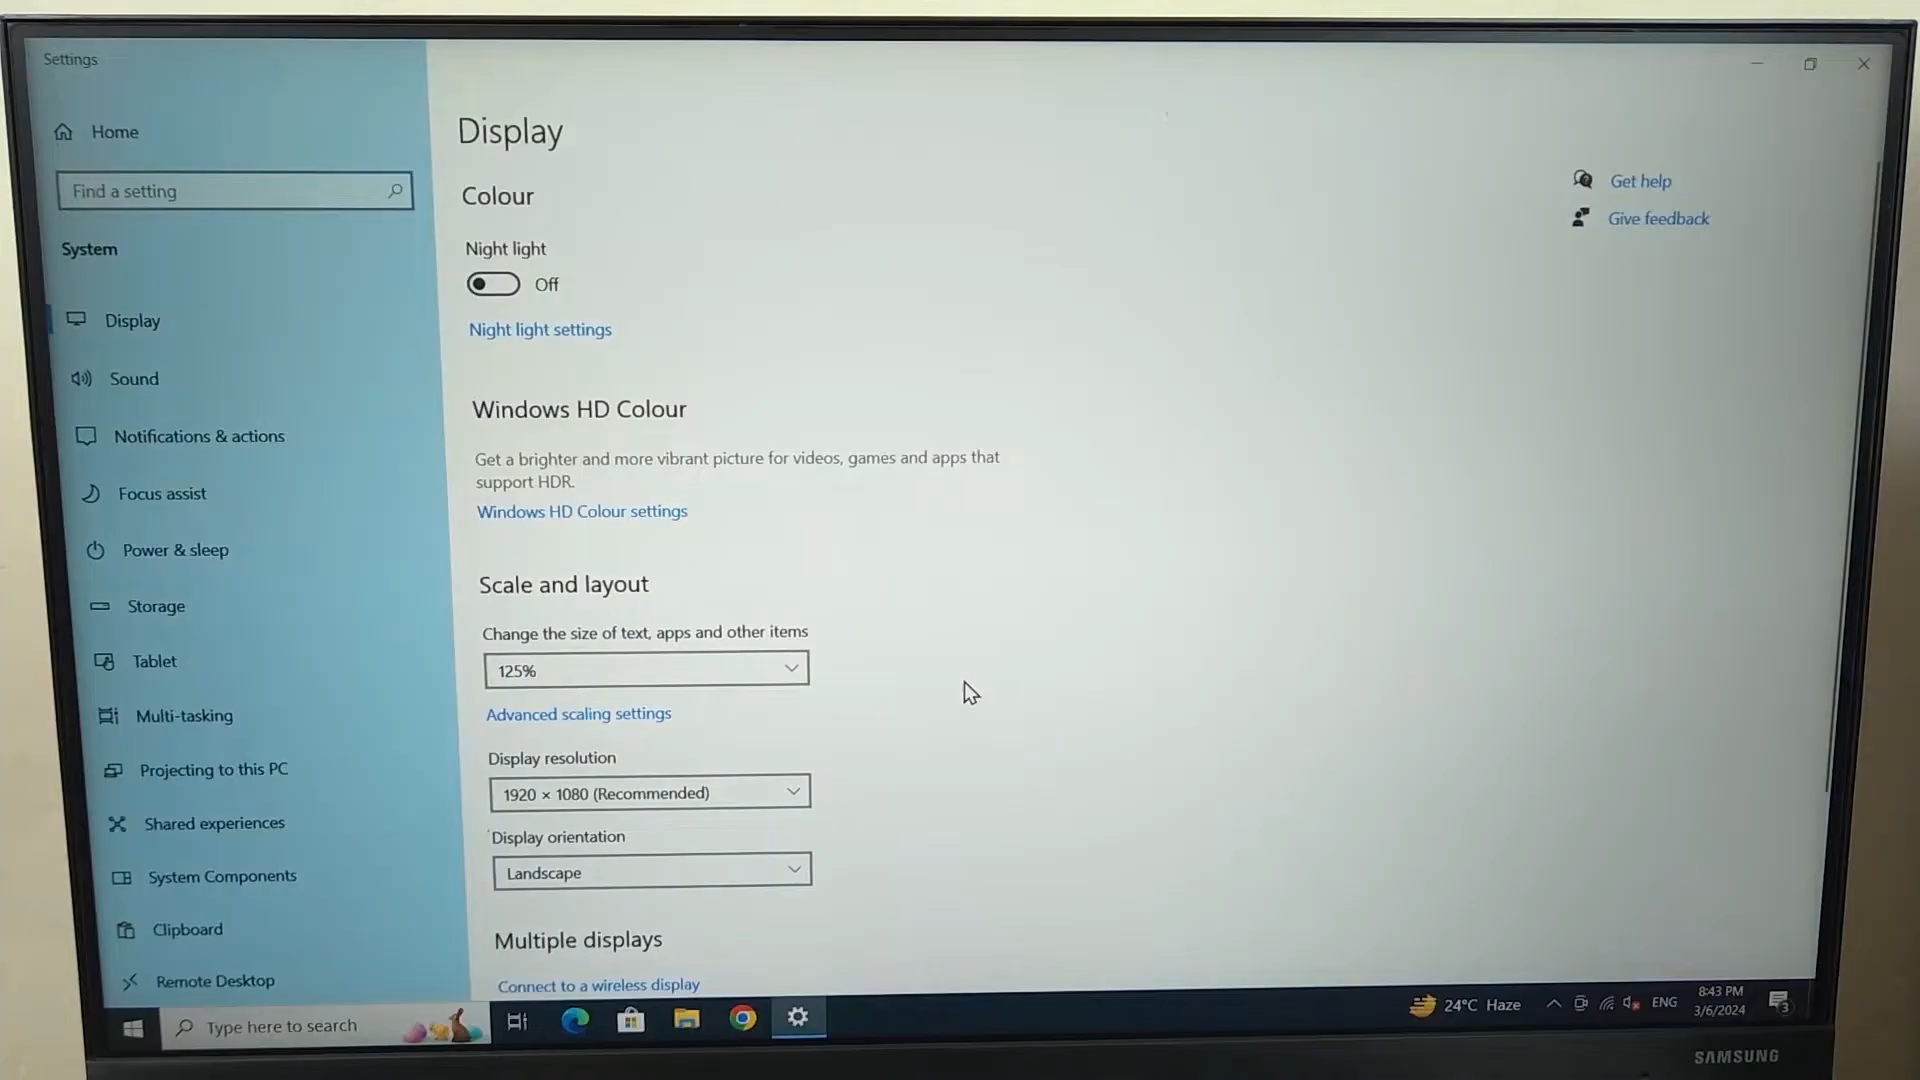 Settings
Home
Find a setting
System
Display
Sound
Notifications & actions
Focus assist
Power & sleep
Storage
Tablet
Multi-tasking
Projecting to this PC
Shared experiences
System Components
Clipboard
Remote Desktop
Display
Colour
Night light
Off
Night light settings
Windows HD Colour
Get a brighter and more vibrant picture for videos, games and apps that
support HDR.
Windows HD Colour settings
Scale and layout
Change the size of text, apps and other items
125%
Advanced scaling settings
Display resolution
1920 × 1080 (Recommended)
Display orientation
Landscape
Multiple displays
Connect to a wireless display
Get help
Give feedback
Type here to search
24°C Haze
ENG
8:43 PM
3/6/2024
3
SAMSUNG